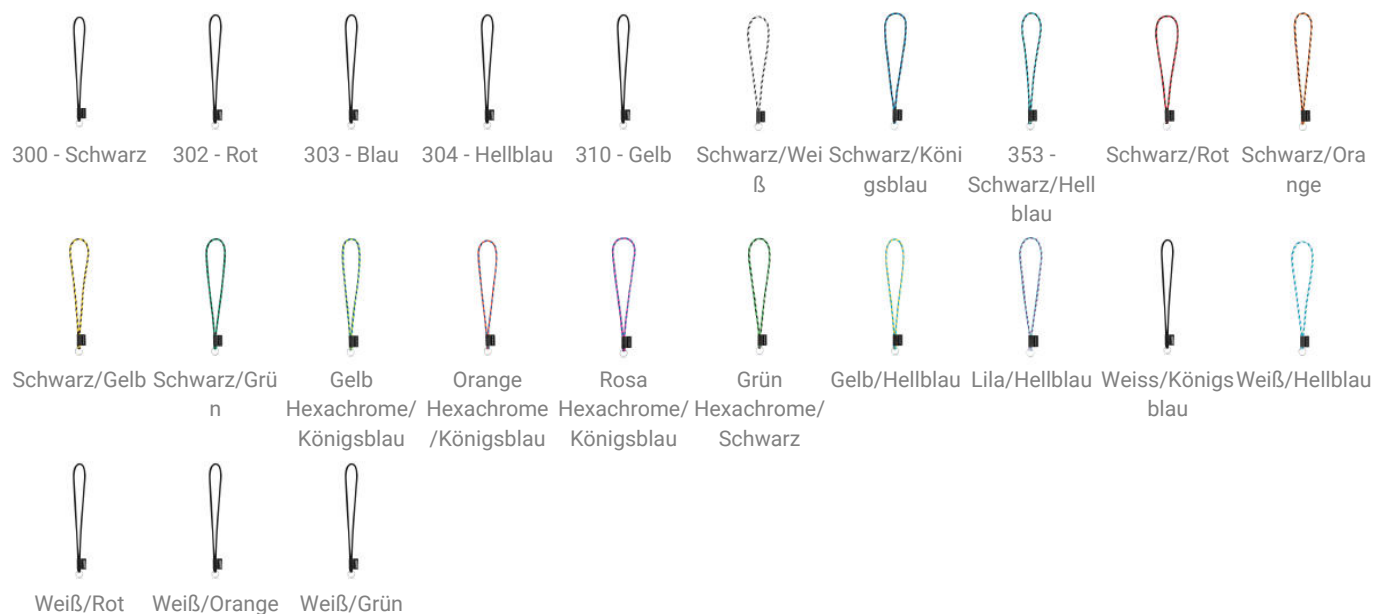 300 - Schwarz
302 - Rot
303 - Blau
304 - Hellblau
310 - Gelb
Schwarz/Wei
ß
Schwarz/Köni
gsblau
353 -
Schwarz/Hell
blau
Schwarz/Rot
Schwarz/Ora
nge
Schwarz/Gelb
Schwarz/Grü
n
Gelb
Hexachrome/
Königsblau
Orange
Hexachrome
/Königsblau
Rosa
Hexachrome/
Königsblau
Grün
Hexachrome/
Schwarz
Gelb/Hellblau
Lila/Hellblau
Weiss/Königs
blau
Weiß/Hellblau
Weiß/Rot
Weiß/Orange
Weiß/Grün